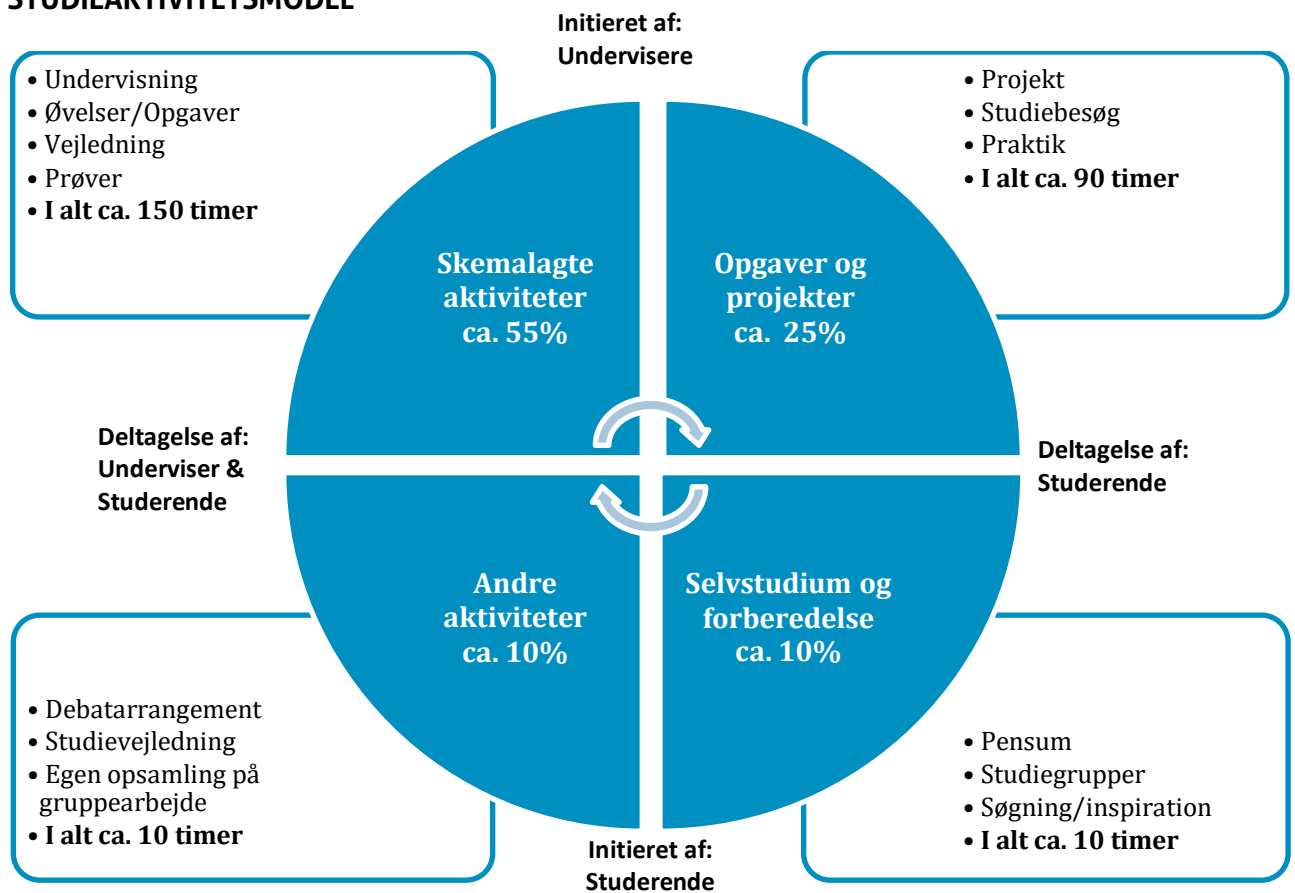 STUDIEAKTIVITETSMODEL
Initieret af:
Undervisere
• Undervisning
• Øvelser/Opgaver
• Vejledning
• Prøver
• I alt ca. 150 timer
• Projekt
• Studiebesøg
• Praktik
• I alt ca. 90 timer
Skemalagte
aktiviteter
ca. 55%
Opgaver og
projekter
ca. 25%
Deltagelse af:
Underviser &
Studerende
Deltagelse af:
Studerende
Andre
aktiviteter
ca. 10%
Selvstudium og
forberedelse
ca. 10%
• Debatarrangement
• Studievejledning
• Egen opsamling på
gruppearbejde
• I alt ca. 10 timer
• Pensum
• Studiegrupper
• Søgning/inspiration
• I alt ca. 10 timer
Initieret af:
Studerende